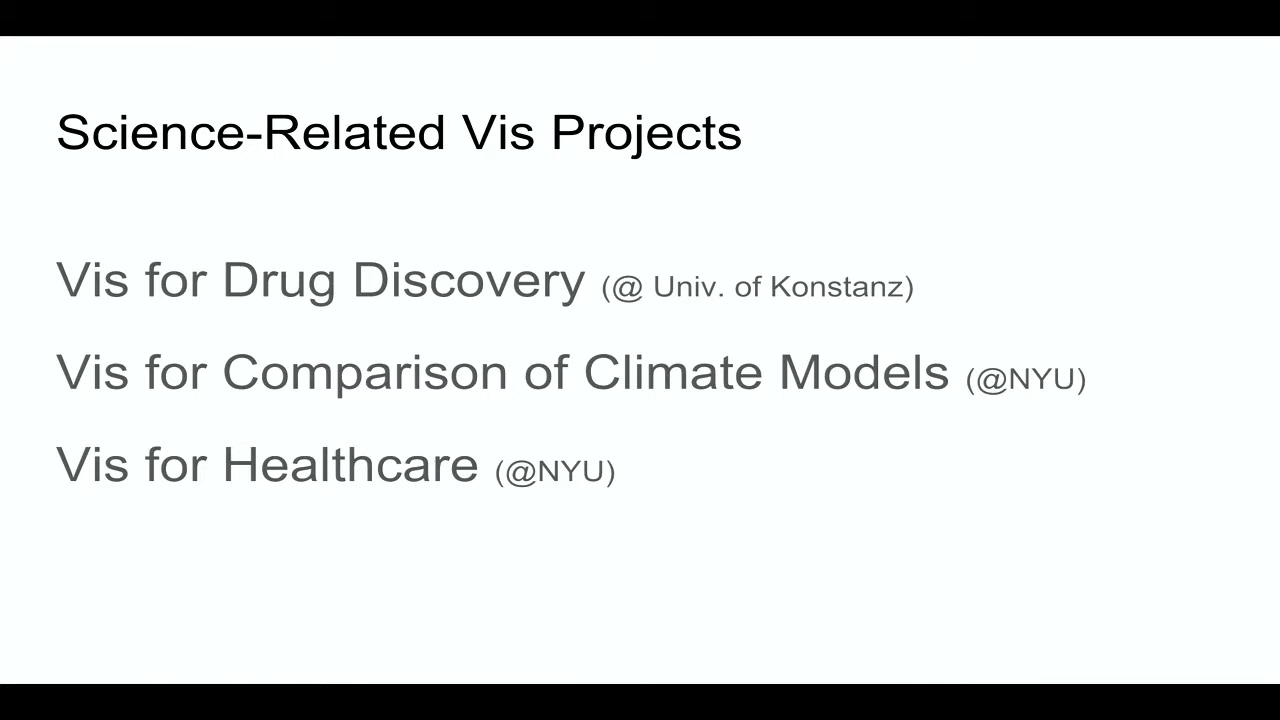 Science-Related Vis Projects
Vis for Drug Discovery (@ Univ. of Konstanz)
Vis for Comparison of Climate Models (@NYU)
Vis for Healthcare (@NYU)